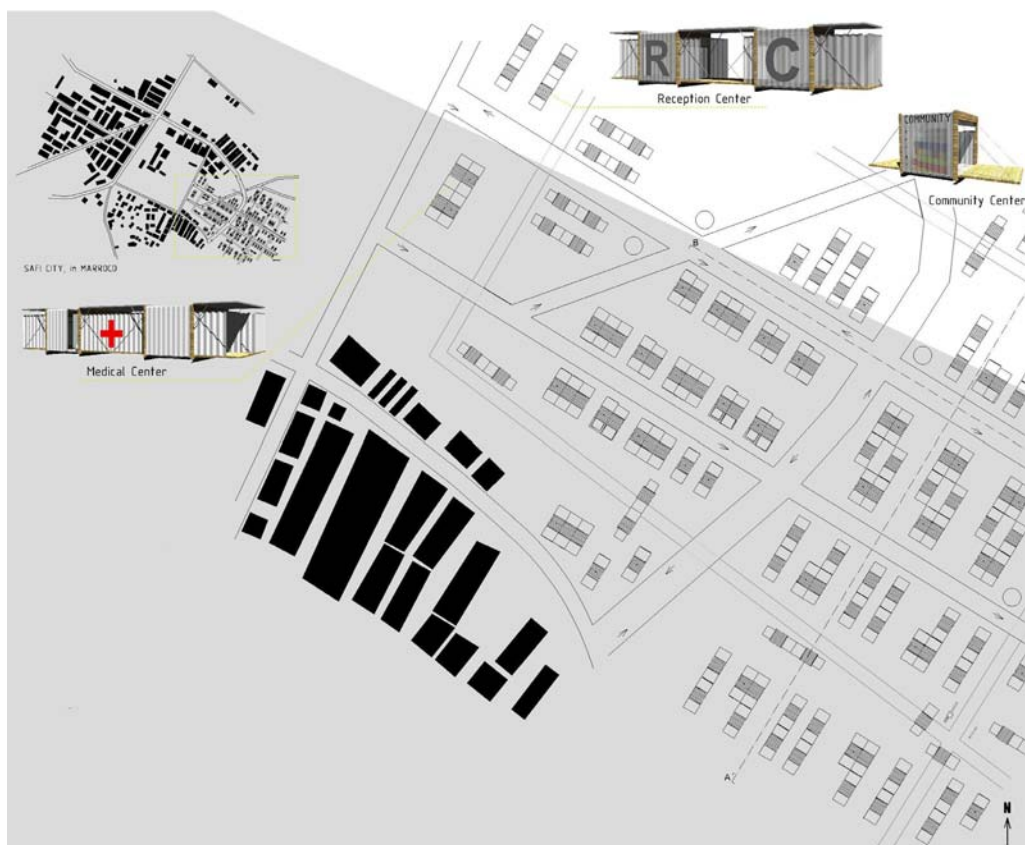 R C
Reception Center
COMMUNITY
Community Center
SAFI CITY, in MARROCO
Medical Center
B
A
N